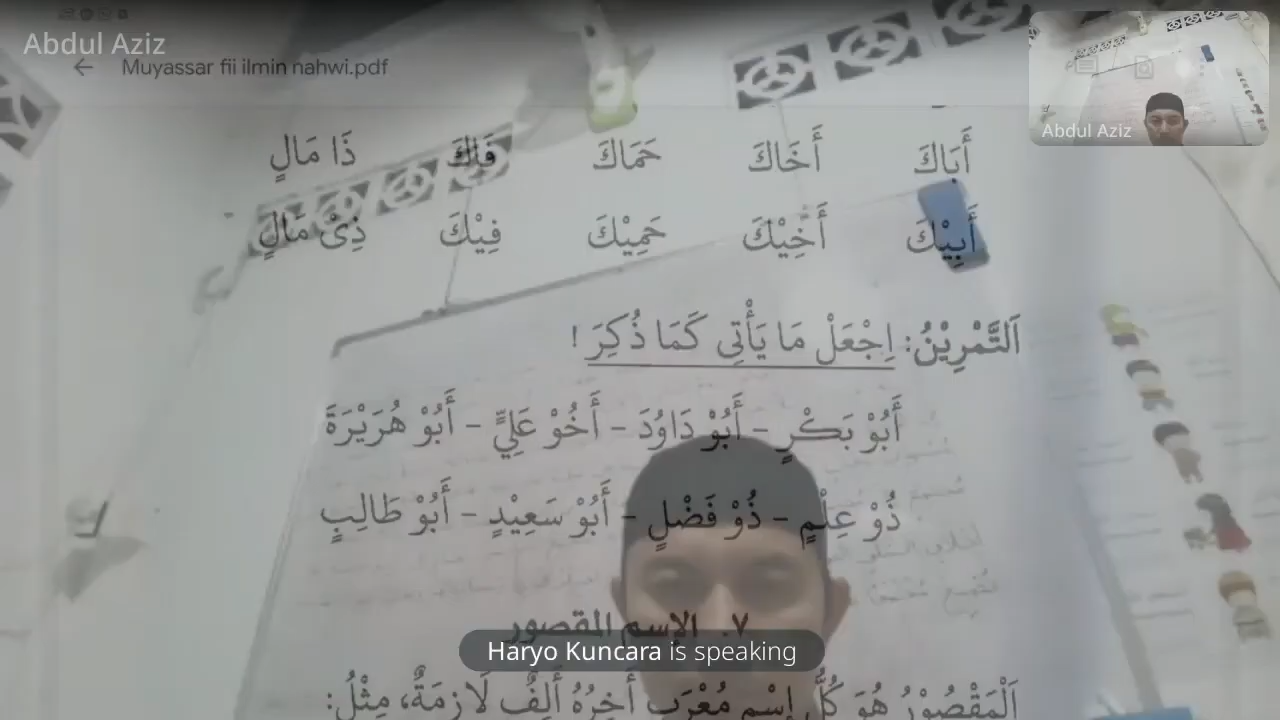 Abdul Aziz
Muyassar fii ilmin nahwi.pdf
Abdul Aziz
أَبَاكَ أَخَاكَ حَمَاكَ فَاكَ ذَا مَالٍ
أَبِيْكَ أَخِيْكَ حَمِيْكَ فِيْكَ ذِىْ مَالٍ
اَلتَّمْرِيْنُ: اِجْعَلْ مَا يَأْتِى كَمَا ذُكِرَ !
أَبُوْ بَكْرٍ – أَبُوْ دَاوُدَ – أَخُوْ عَلِيٍّ – أَبُوْ هُرَيْرَةَ
ذُوْ عِلْمٍ – ذُوْ فَضْلٍ – أَبُوْ سَعِيْدٍ – أَبُوْ طَالِبٍ
٧. الإسم المقصور
Haryo Kuncara is speaking
اَلْمَقْصُوْرُ هُوَ كُلُّ إِسْمٍ مُعْرَبٍ أَخِرُهُ أَلِفٌ لَازِمَةٌ، مِثْلُ: